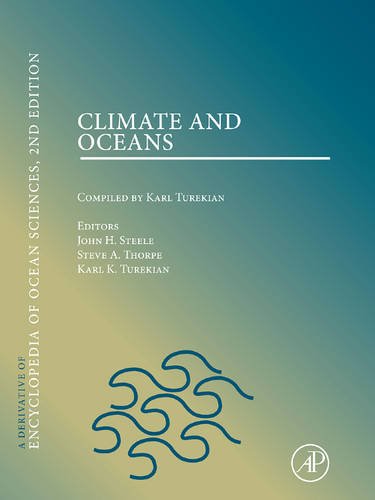 CLIMATE AND
OCEANS
COMPILED BY KARL TUREKIAN
EDITORS
JOHN H. STEELE
STEVE A. THORPE
KARL K. TUREKIAN
A DERIVATIVE OF
ENCYCLOPEDIA OF OCEAN SCIENCES, 2ND EDITION
AP